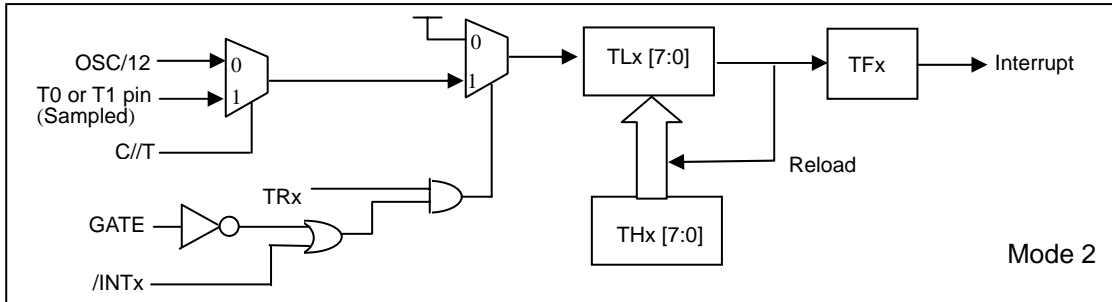 OSC/12
T0 or T1 pin
(Sampled)
C//T
0
1
0
1
TLx [7:0]
TFx
Interrupt
Reload
TRx
GATE
/INTx
THx [7:0]
Mode 2